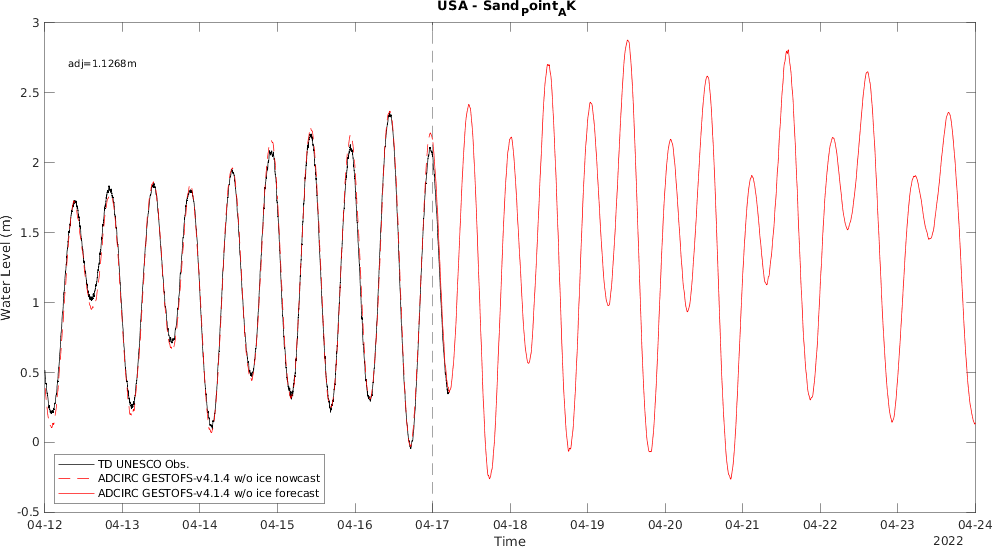 USA - Sand_Point_AK
adj=1.1268m
3
2.5
2
1.5
1
0.5
0
-0.5
Water Level (m)
TD UNESCO Obs.
ADCIRC GESTOFS-v4.1.4 w/o ice nowcast
ADCIRC GESTOFS-v4.1.4 w/o ice forecast
04-12 04-13 04-14 04-15 04-16 04-17 04-18 04-19 04-20 04-21 04-22 04-23 04-24
Time
2022